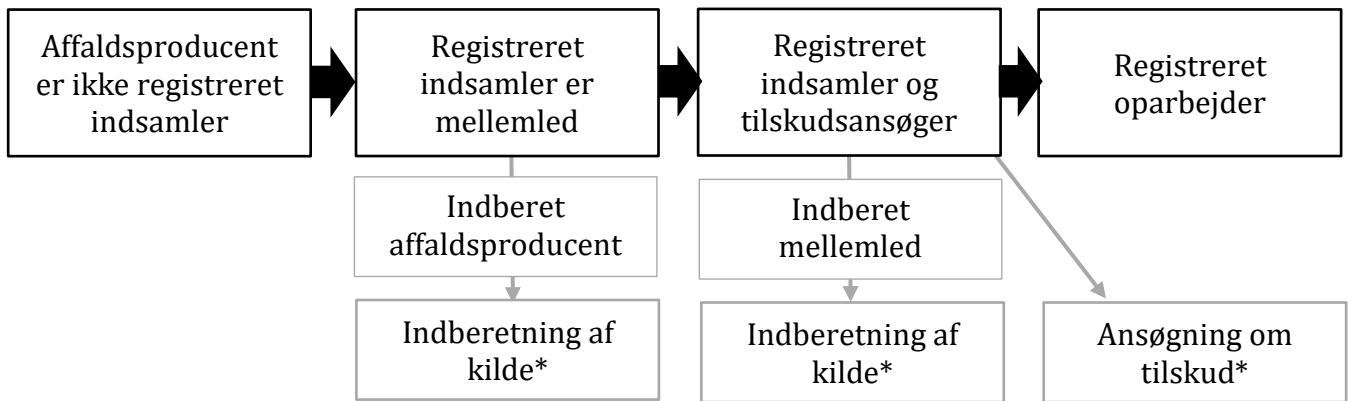 Affaldsproducent
er ikke registreret
indsamler
Registreret
indsamler er
mellemled
Registreret
indsamler og
tilskudsansøger
Registreret
oparbejder
Indberet
affaldsproducent
Indberet
mellemled
Indberetning af
kilde*
Indberetning af
kilde*
Ansøgning om
tilskud*